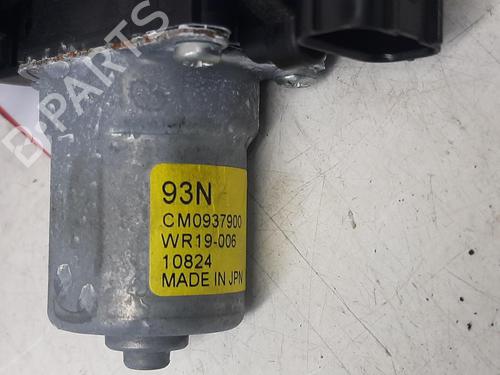 B-PARTS
93N
CM0937900
WR19-006
10824
MADE IN JPN